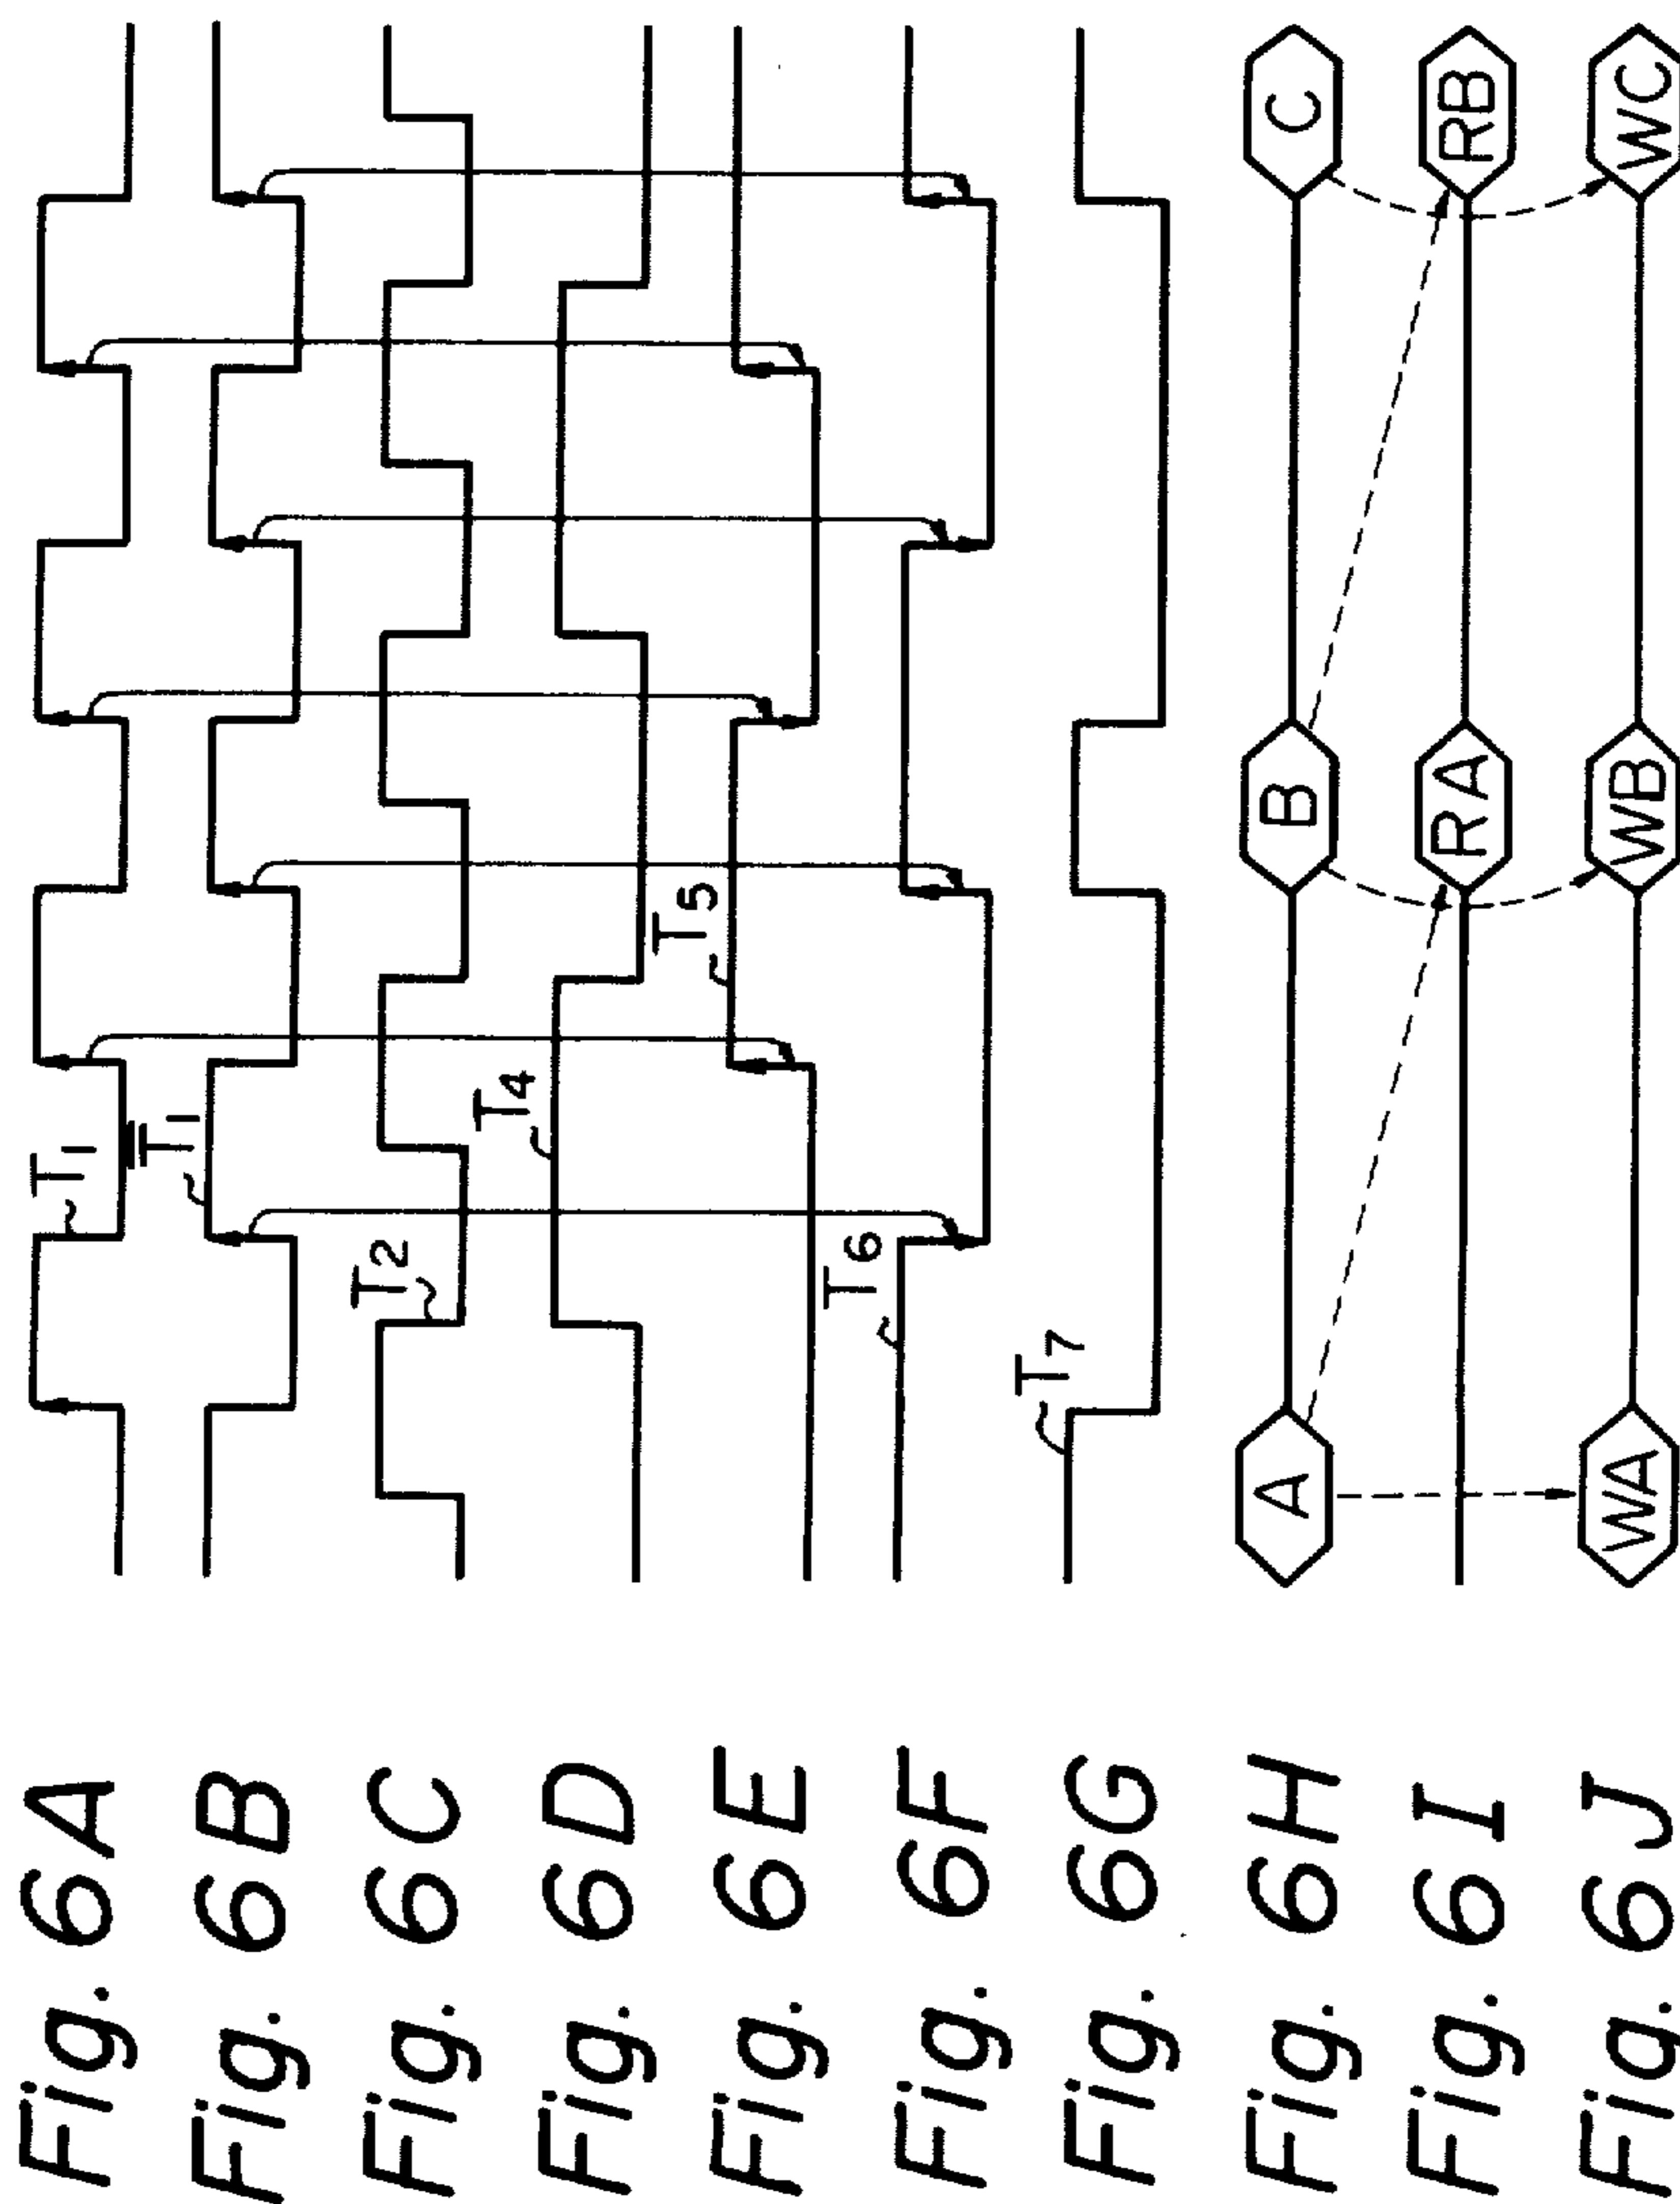 Fig. 6A
T1
Fig. 6B
T̅1
Fig. 6C
T2
Fig. 6D
T4
Fig. 6E
T5
Fig. 6F
T6
Fig. 6G
T7
Fig. 6H
A
B
C
Fig. 6I
RA
RB
Fig. 6J
WA
WB
WC